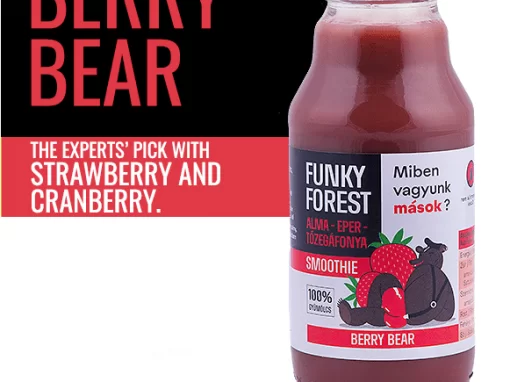 BERRY
BEAR
THE EXPERTS' PICK WITH
STRAWBERRY AND
CRANBERRY.
FUNKY
FOREST
ALMA - EPER -
TŐZEGÁFONYA
SMOOTHIE
100%
GYÜMÖLCS
BERRY BEAR
Miben
vagyunk
mások?